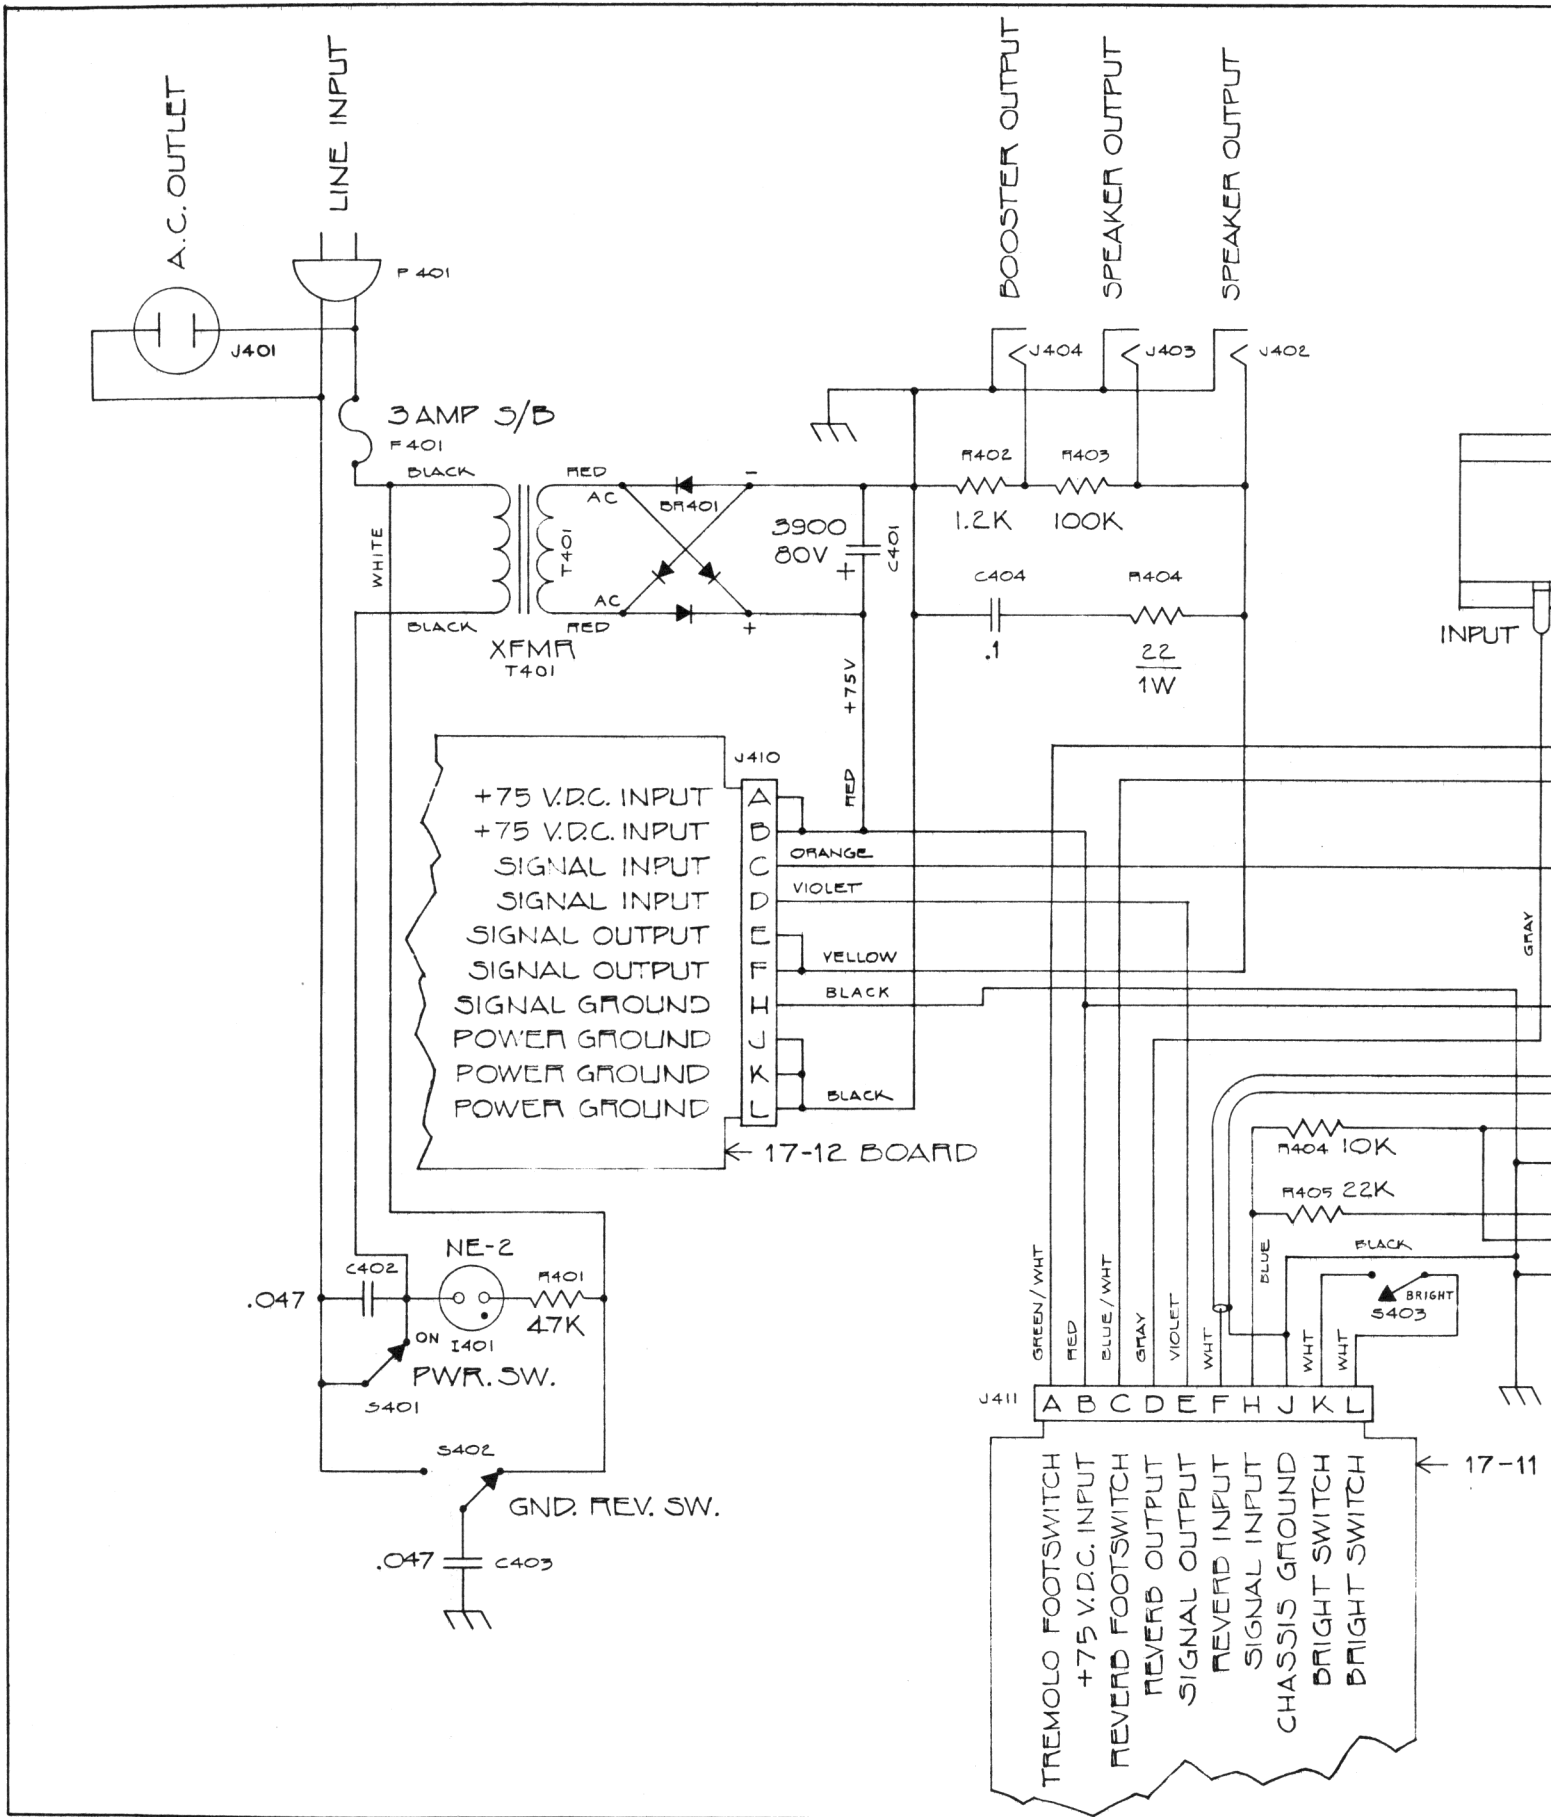 A.C. OUTLET
LINE INPUT
BOOSTER OUTPUT
SPEAKER OUTPUT
SPEAKER OUTPUT
P 401
J401
J404
J403
J402
3 AMP S/B
F401
BLACK
RED
AC
BR401
-
WHITE
T401
AC
BLACK
RED
+
XFMR
T401
3900
80V
+
C401
R402
R403
1.2K
100K
C404
R404
.1
22
1W
INPUT
+75V
RED
J410
+75 V.D.C. INPUT A
+75 V.D.C. INPUT B
SIGNAL INPUT C ORANGE
SIGNAL INPUT D VIOLET
SIGNAL OUTPUT E
SIGNAL OUTPUT F YELLOW
SIGNAL GROUND H BLACK
POWER GROUND J
POWER GROUND K
POWER GROUND L BLACK
17-12 BOARD
GRAY
R404 10K
R405 22K
BLUE
BLACK
BRIGHT
S403
NE-2
C402
.047
R401
47K
ON
I401
PWR. SW.
S401
S402
GND. REV. SW.
.047
C403
GREEN/WHT
RED
BLUE/WHT
GRAY
VIOLET
WHT
WHT
WHT
J411
A B C D E F H J K L
17-11
TREMOLO FOOTSWITCH
+75 V.D.C. INPUT
REVERB FOOTSWITCH
REVERB OUTPUT
SIGNAL OUTPUT
REVERB INPUT
SIGNAL INPUT
CHASSIS GROUND
BRIGHT SWITCH
BRIGHT SWITCH